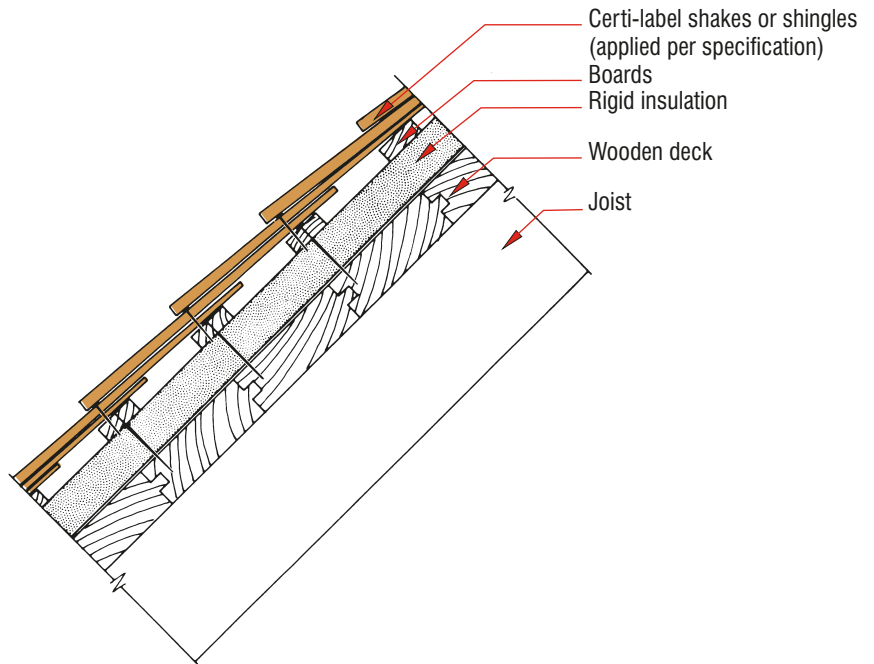 Certi-label shakes or shingles
(applied per specification)
Boards
Rigid insulation
Wooden deck
Joist